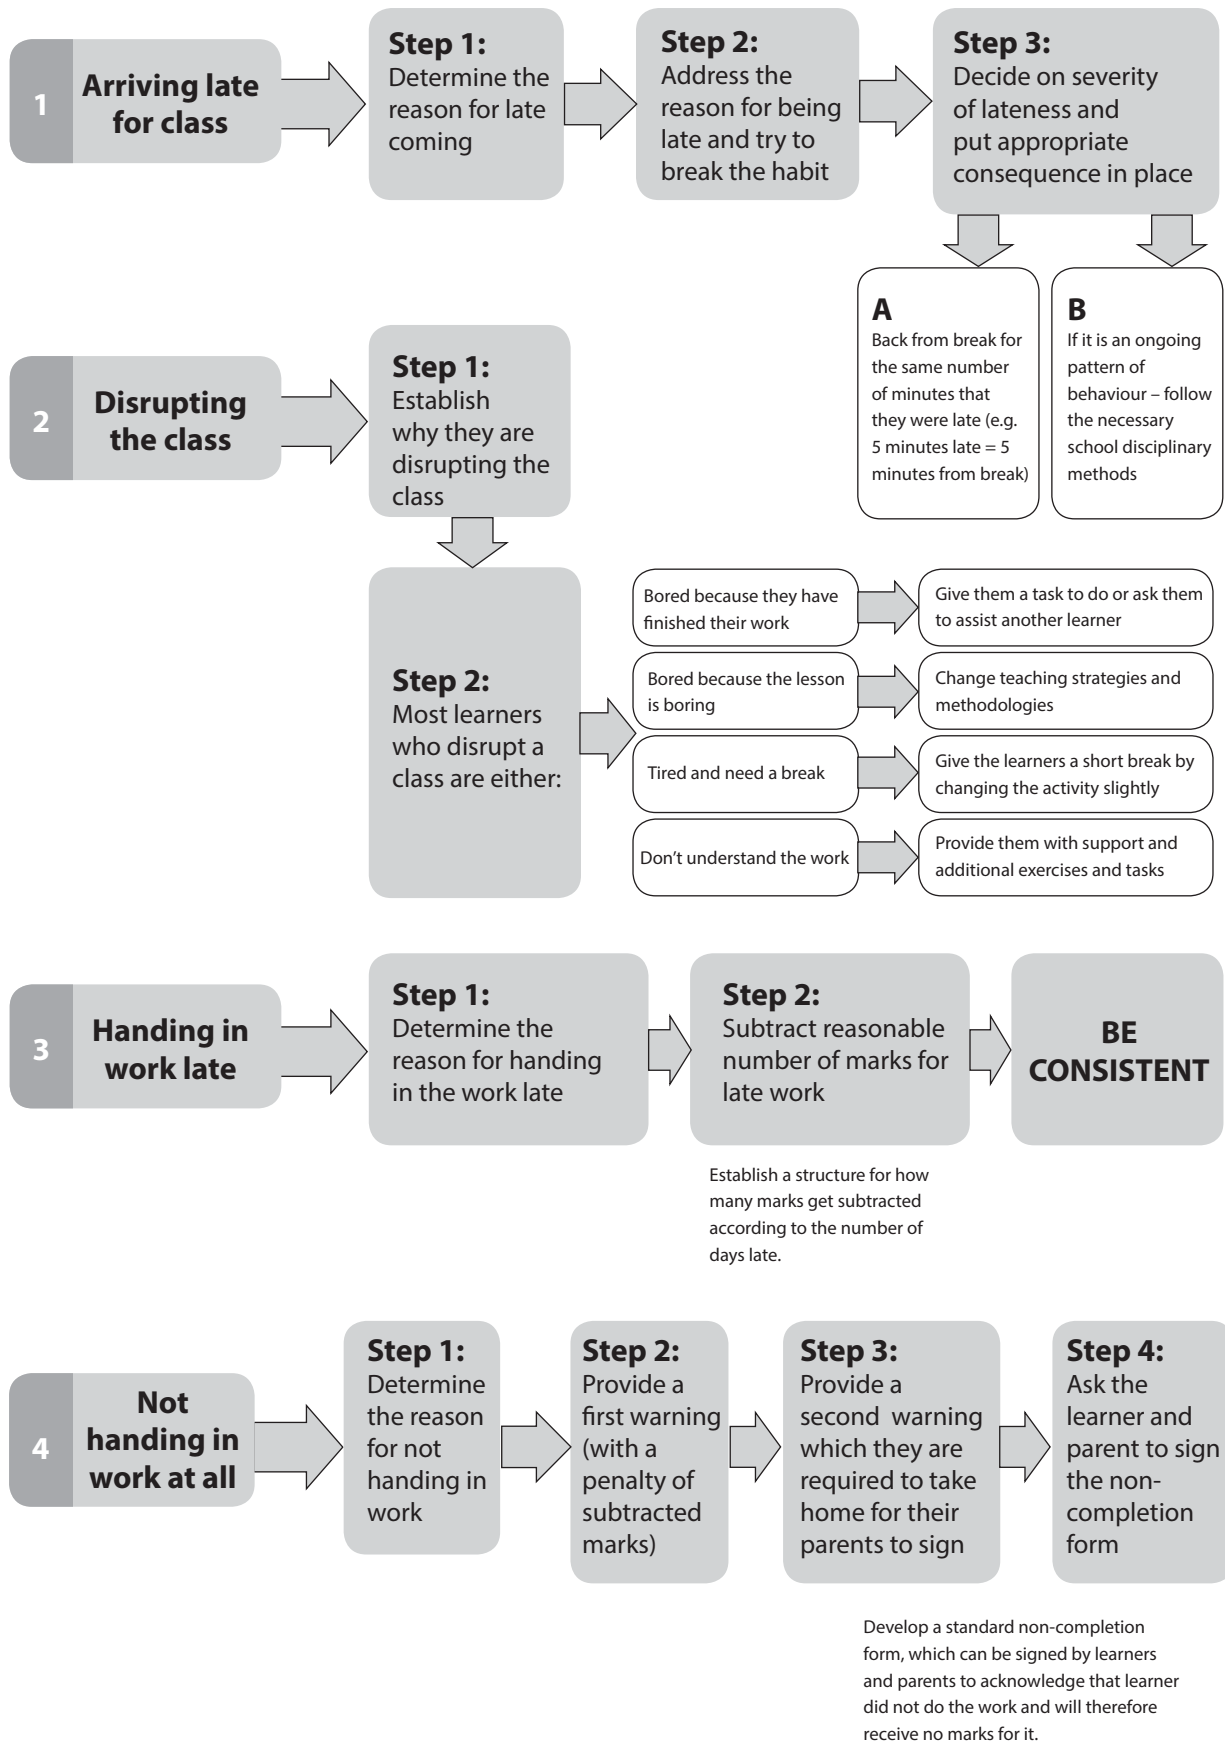 1
Arriving late
for class
Step 1:
Determine the
reason for late
coming
Step 2:
Address the
reason for being
late and try to
break the habit
Step 3:
Decide on severity
of lateness and
put appropriate
consequence in place
A
Back from break for
the same number
of minutes that
they were late (e.g.
5 minutes late = 5
minutes from break)
B
If it is an ongoing
pattern of
behaviour – follow
the necessary
school disciplinary
methods
2
Disrupting
the class
Step 1:
Establish
why they are
disrupting the
class
Step 2:
Most learners
who disrupt a
class are either:
Bored because they have
finished their work
Give them a task to do or ask them
to assist another learner
Bored because the lesson
is boring
Change teaching strategies and
methodologies
Tired and need a break
Give the learners a short break by
changing the activity slightly
Don’t understand the work
Provide them with support and
additional exercises and tasks
3
Handing in
work late
Step 1:
Determine the
reason for handing
in the work late
Step 2:
Subtract reasonable
number of marks for
late work
BE
CONSISTENT
Establish a structure for how
many marks get subtracted
according to the number of
days late.
4
Not
handing in
work at all
Step 1:
Determine
the reason
for not
handing in
work
Step 2:
Provide a
first warning
(with a
penalty of
subtracted
marks)
Step 3:
Provide a
second warning
which they are
required to take
home for their
parents to sign
Step 4:
Ask the
learner and
parent to sign
the non-
completion
form
Develop a standard non-completion
form, which can be signed by learners
and parents to acknowledge that learner
did not do the work and will therefore
receive no marks for it.